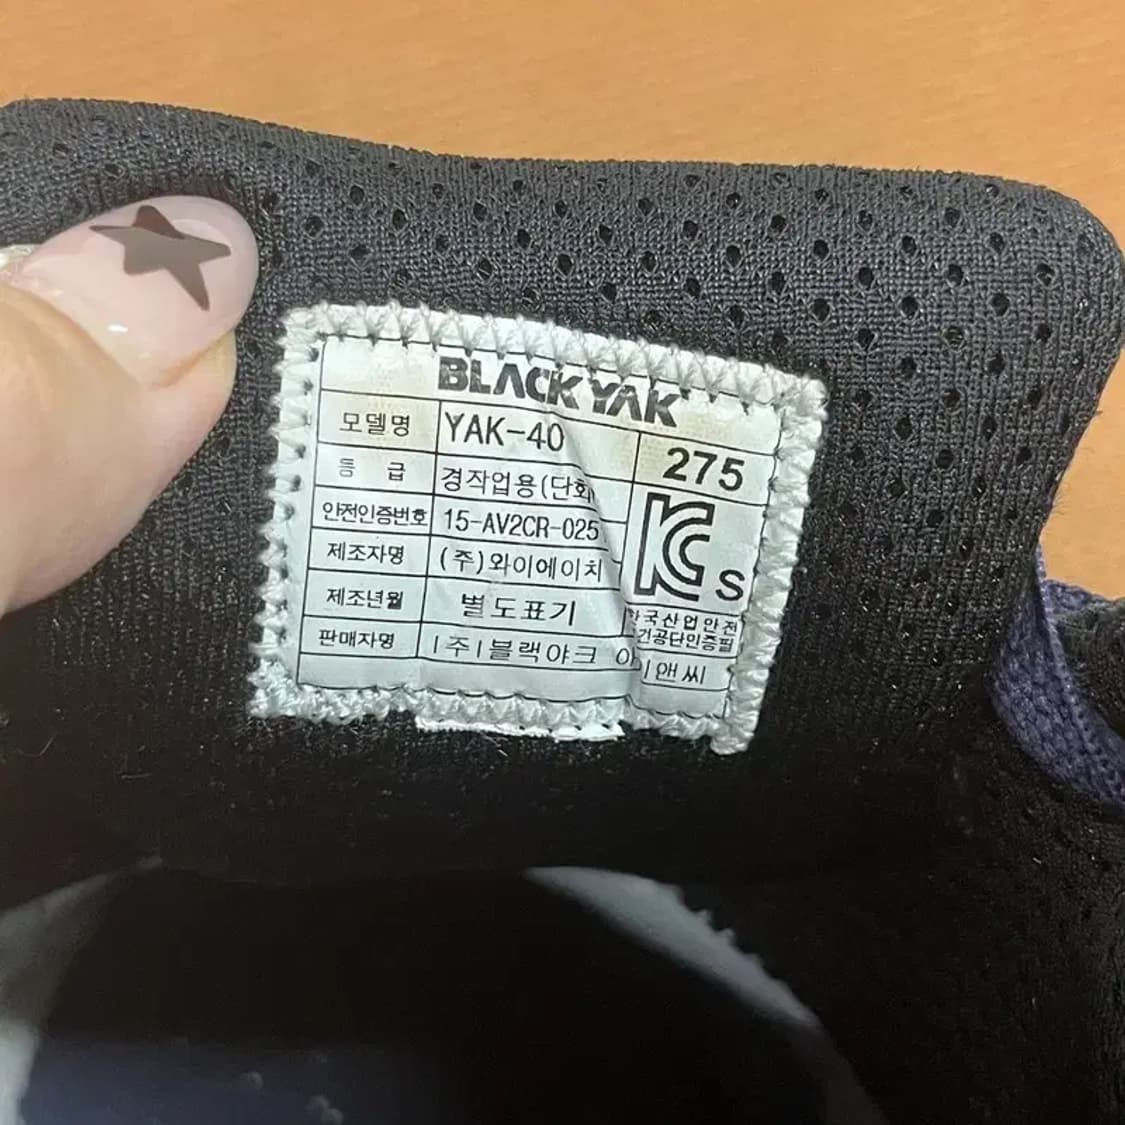 BLACK YAK
모델명 YAK-40 275
등 급 경작업용(단화
안전인증번호 15-AV2CR-025
제조자명 (주)와이에이치
KCs
제조년월 별도표기
한국산업안전
보건공단인증필
판매자명 |주|블랙야크 아이앤씨